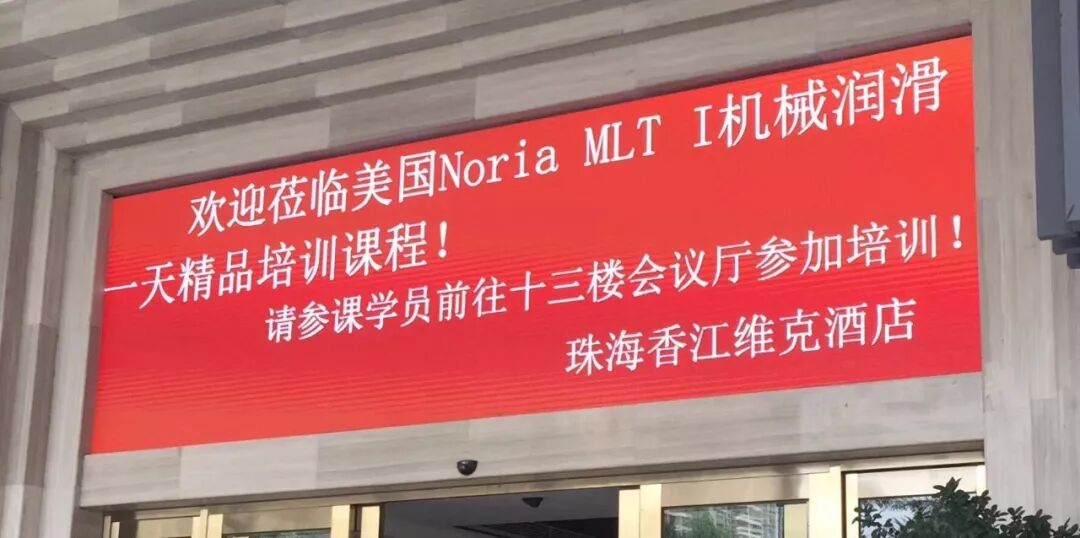 欢迎莅临美国Noria MLT I机械润滑
一天精品培训课程！
请参课学员前往十三楼会议厅参加培训！
珠海香江维克酒店